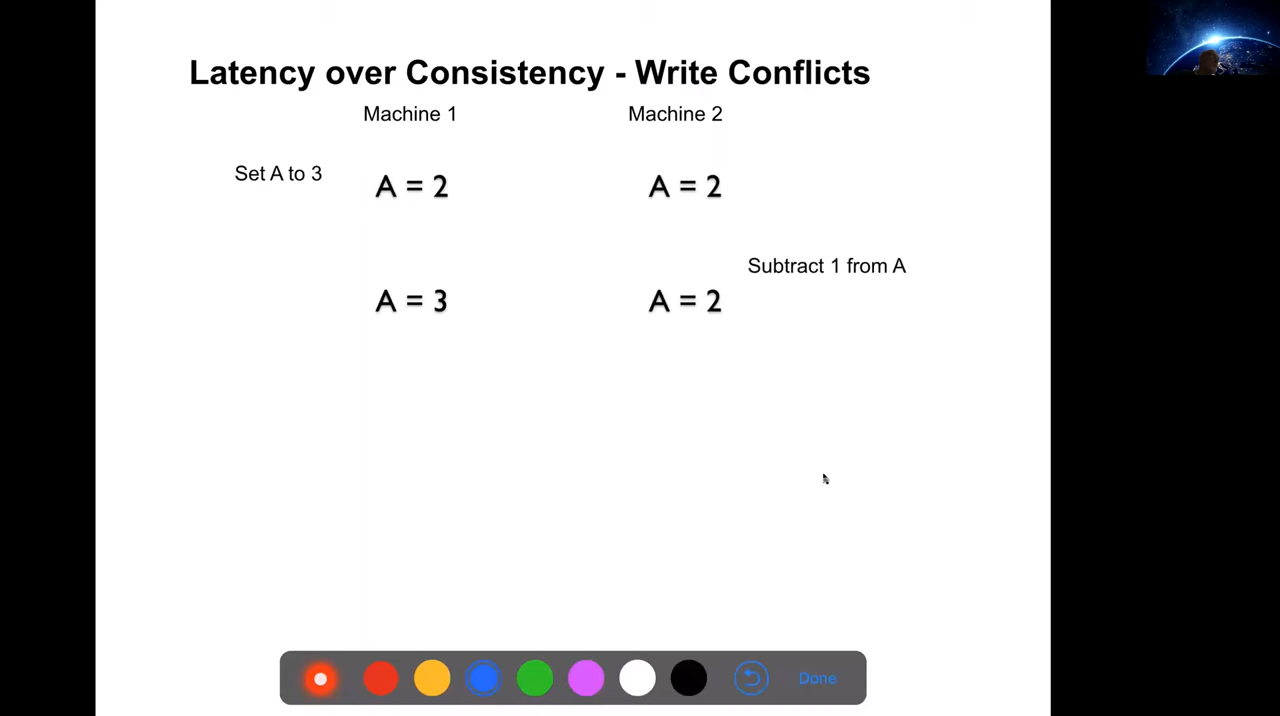 Latency over Consistency - Write Conflicts
Machine 1 Machine 2
Set A to 3 A = 2 A = 2
Subtract 1 from A
A = 3 A = 2
Done